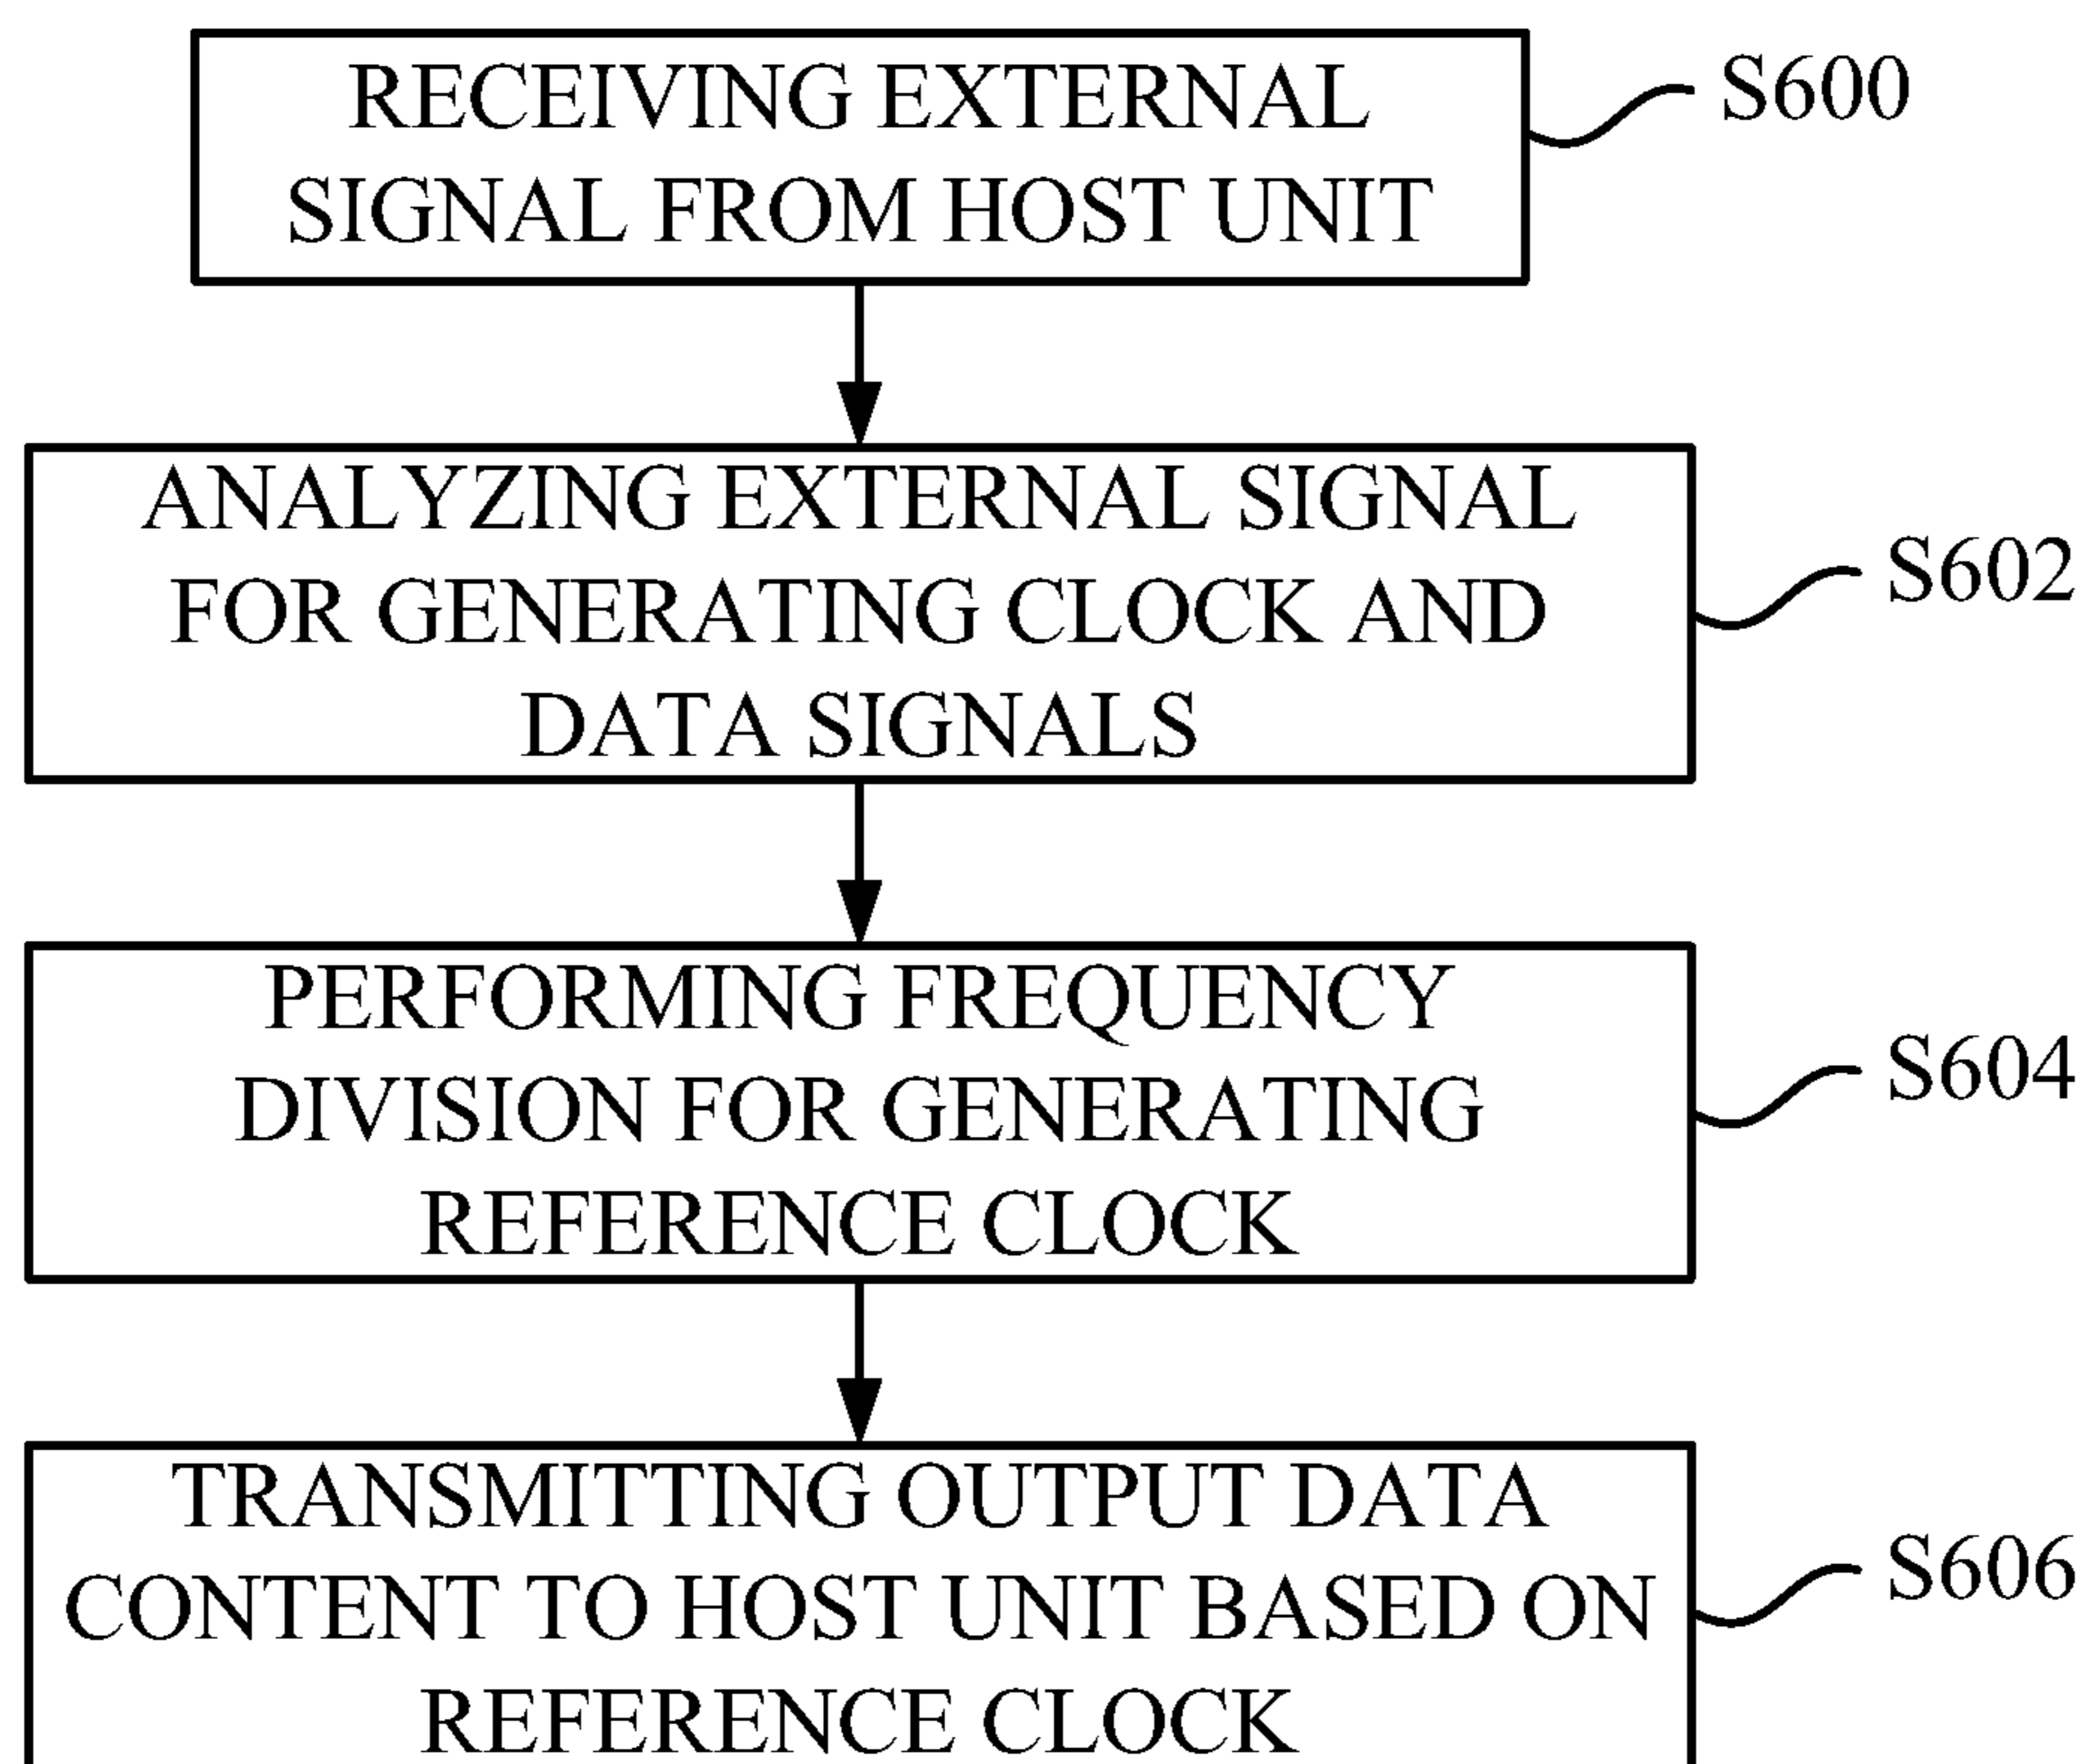 RECEIVING EXTERNAL
SIGNAL FROM HOST UNIT
S600
ANALYZING EXTERNAL SIGNAL
FOR GENERATING CLOCK AND
DATA SIGNALS
S602
PERFORMING FREQUENCY
DIVISION FOR GENERATING
REFERENCE CLOCK
S604
TRANSMITTING OUTPUT DATA
CONTENT TO HOST UNIT BASED ON
REFERENCE CLOCK
S606